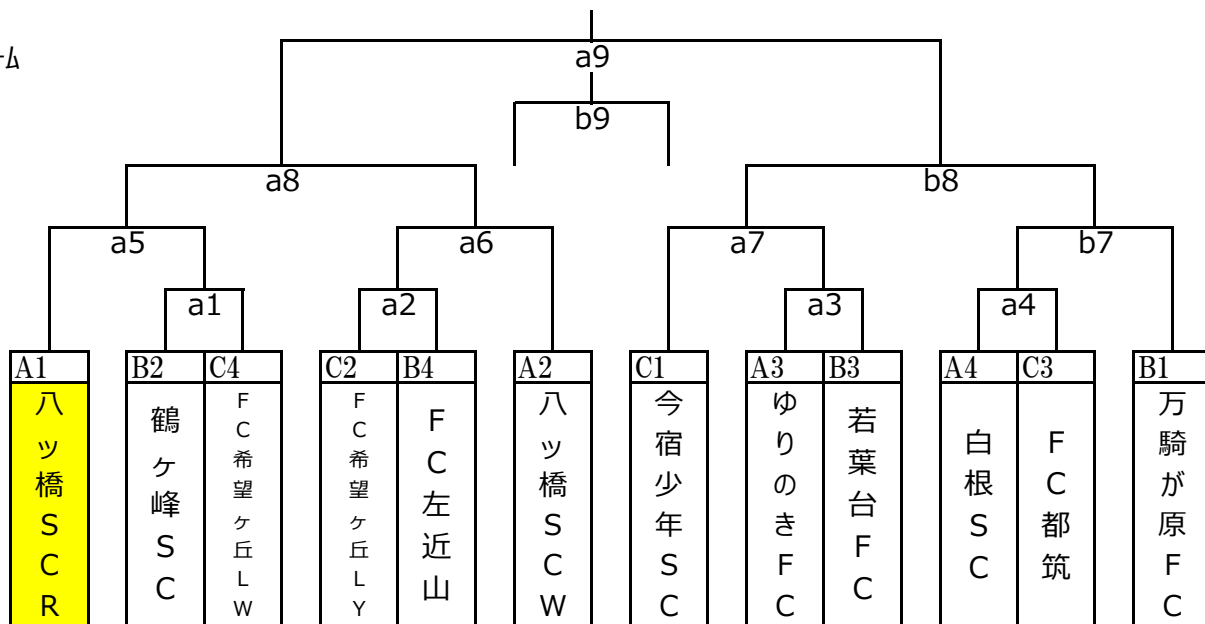 a9
ーム
b9
a8
b8
a5
a6
a7
b7
a1
a2
a3
a4
A1
B2
C4
C2
B4
A2
C1
A3
B3
A4
C3
B1
八ッ橋SCR
鶴ケ峰SC
FC希望ヶ丘LW
FC希望ヶ丘LY
FC左近山
八ッ橋SCW
今宿少年SC
ゆりのきFC
若葉台FC
白根SC
FC都筑
万騎が原FC